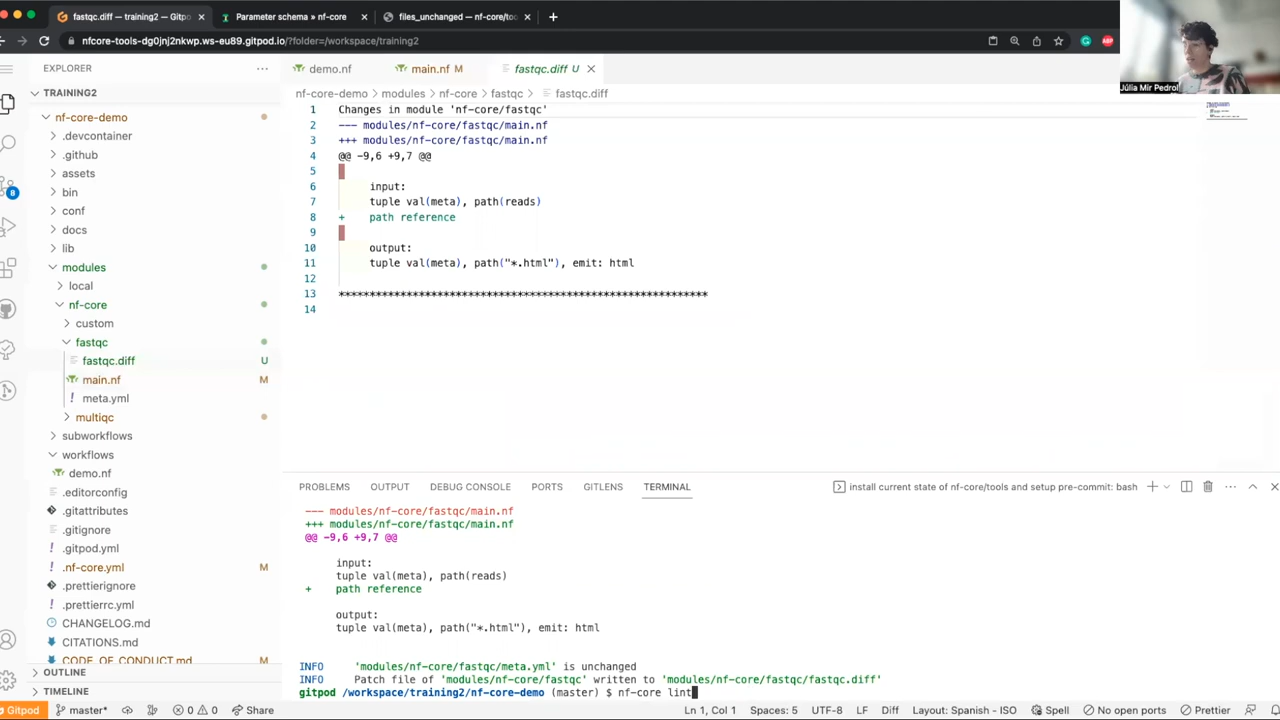 fastqc.diff — training2 — Gitpo
Parameter schema » nf-core
files_unchanged — nf-core/to
nfcore-tools-dg0jnj2nkwp.ws-eu89.gitpod.io/?folder=/workspace/training2
ABP
Júlia Mir Pedrol
EXPLORER
demo.nf
main.nf M
fastqc.diff U
TRAINING2
nf-core-demo > modules > nf-core > fastqc > fastqc.diff
nf-core-demo
.devcontainer
.github
assets
bin
conf
docs
lib
modules
local
nf-core
custom
fastqc
fastqc.diff U
main.nf M
meta.yml
multiqc
subworkflows
workflows
demo.nf
.editorconfig
.gitattributes
.gitignore
.gitpod.yml
.nf-core.yml M
.prettierignore
.prettierrc.yml
CHANGELOG.md
CITATIONS.md
CODE_OF_CONDUCT.md M
OUTLINE
TIMELINE
8
1 Changes in module 'nf-core/fastqc'
2 --- modules/nf-core/fastqc/main.nf
3 +++ modules/nf-core/fastqc/main.nf
4 @@ -9,6 +9,7 @@
5
6 input:
7 tuple val(meta), path(reads)
8 + path reference
9
10 output:
11 tuple val(meta), path("*.html"), emit: html
12
13 ************************************************************
14
PROBLEMS OUTPUT DEBUG CONSOLE PORTS GITLENS TERMINAL
install current state of nf-core/tools and setup pre-commit: bash
--- modules/nf-core/fastqc/main.nf
+++ modules/nf-core/fastqc/main.nf
@@ -9,6 +9,7 @@
input:
tuple val(meta), path(reads)
+ path reference
output:
tuple val(meta), path("*.html"), emit: html
INFO 'modules/nf-core/fastqc/meta.yml' is unchanged
INFO Patch file of 'modules/nf-core/fastqc' written to 'modules/nf-core/fastqc/fastqc.diff'
gitpod /workspace/training2/nf-core-demo (master) $ nf-core lint
Gitpod master* 0 0 Share Ln 1, Col 1 Spaces: 5 UTF-8 LF Diff Layout: Spanish - ISO Spell No open ports Prettier